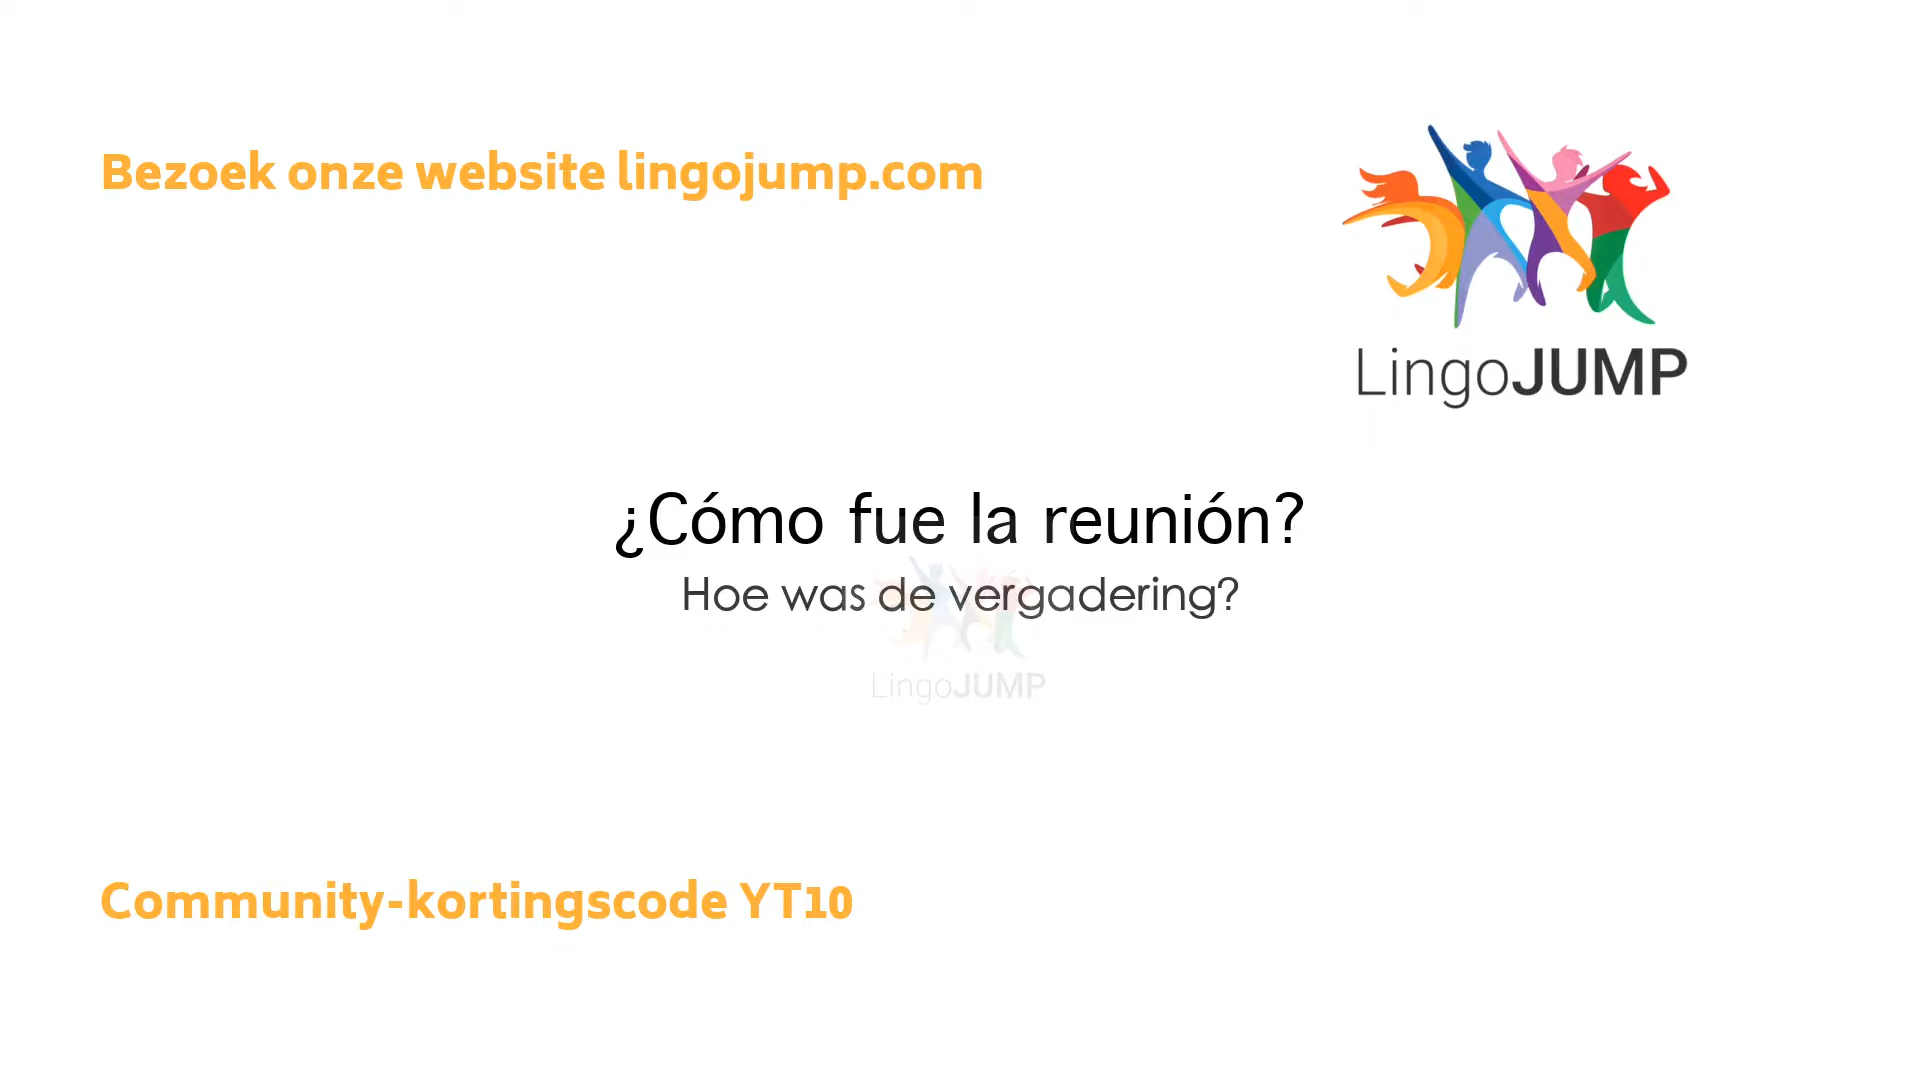 Bezoek onze website lingojump.com
LingoJUMP
¿Cómo fue la reunión?
Hoe was de vergadering?
LingoJUMP
Community-kortingscode YT10